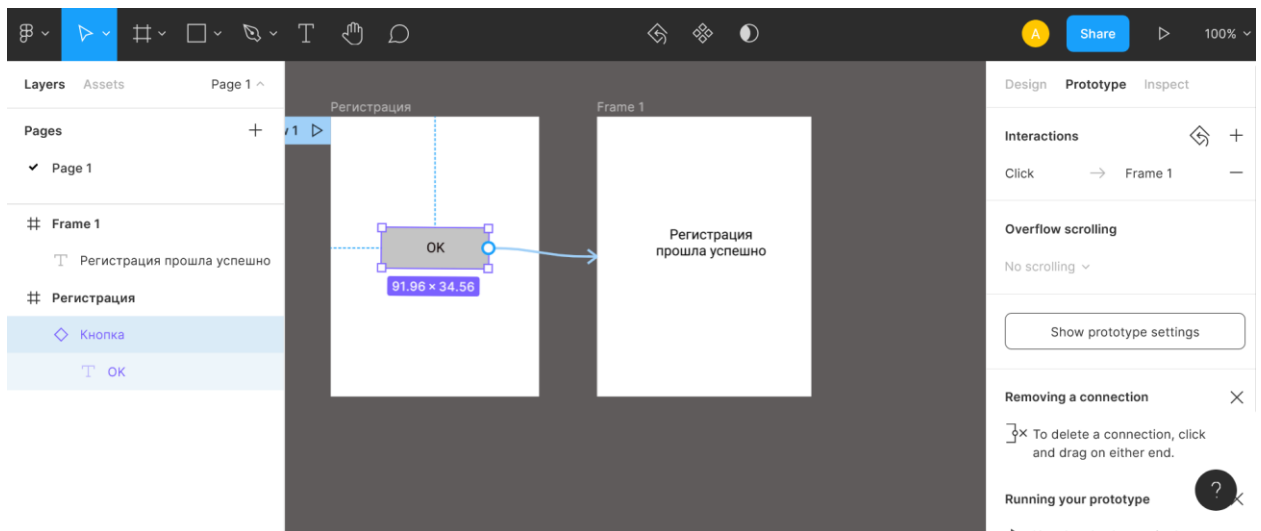 A
Share
100%
Layers
Assets
Page 1
Pages
Page 1
Frame 1
Регистрация прошла успешно
Регистрация
Кнопка
OK
Регистрация
1
OK
91.96 × 34.56
Frame 1
Регистрация
прошла успешно
Design
Prototype
Inspect
Interactions
Click
Frame 1
Overflow scrolling
No scrolling
Show prototype settings
Removing a connection
To delete a connection, click
and drag on either end.
Running your prototype
?